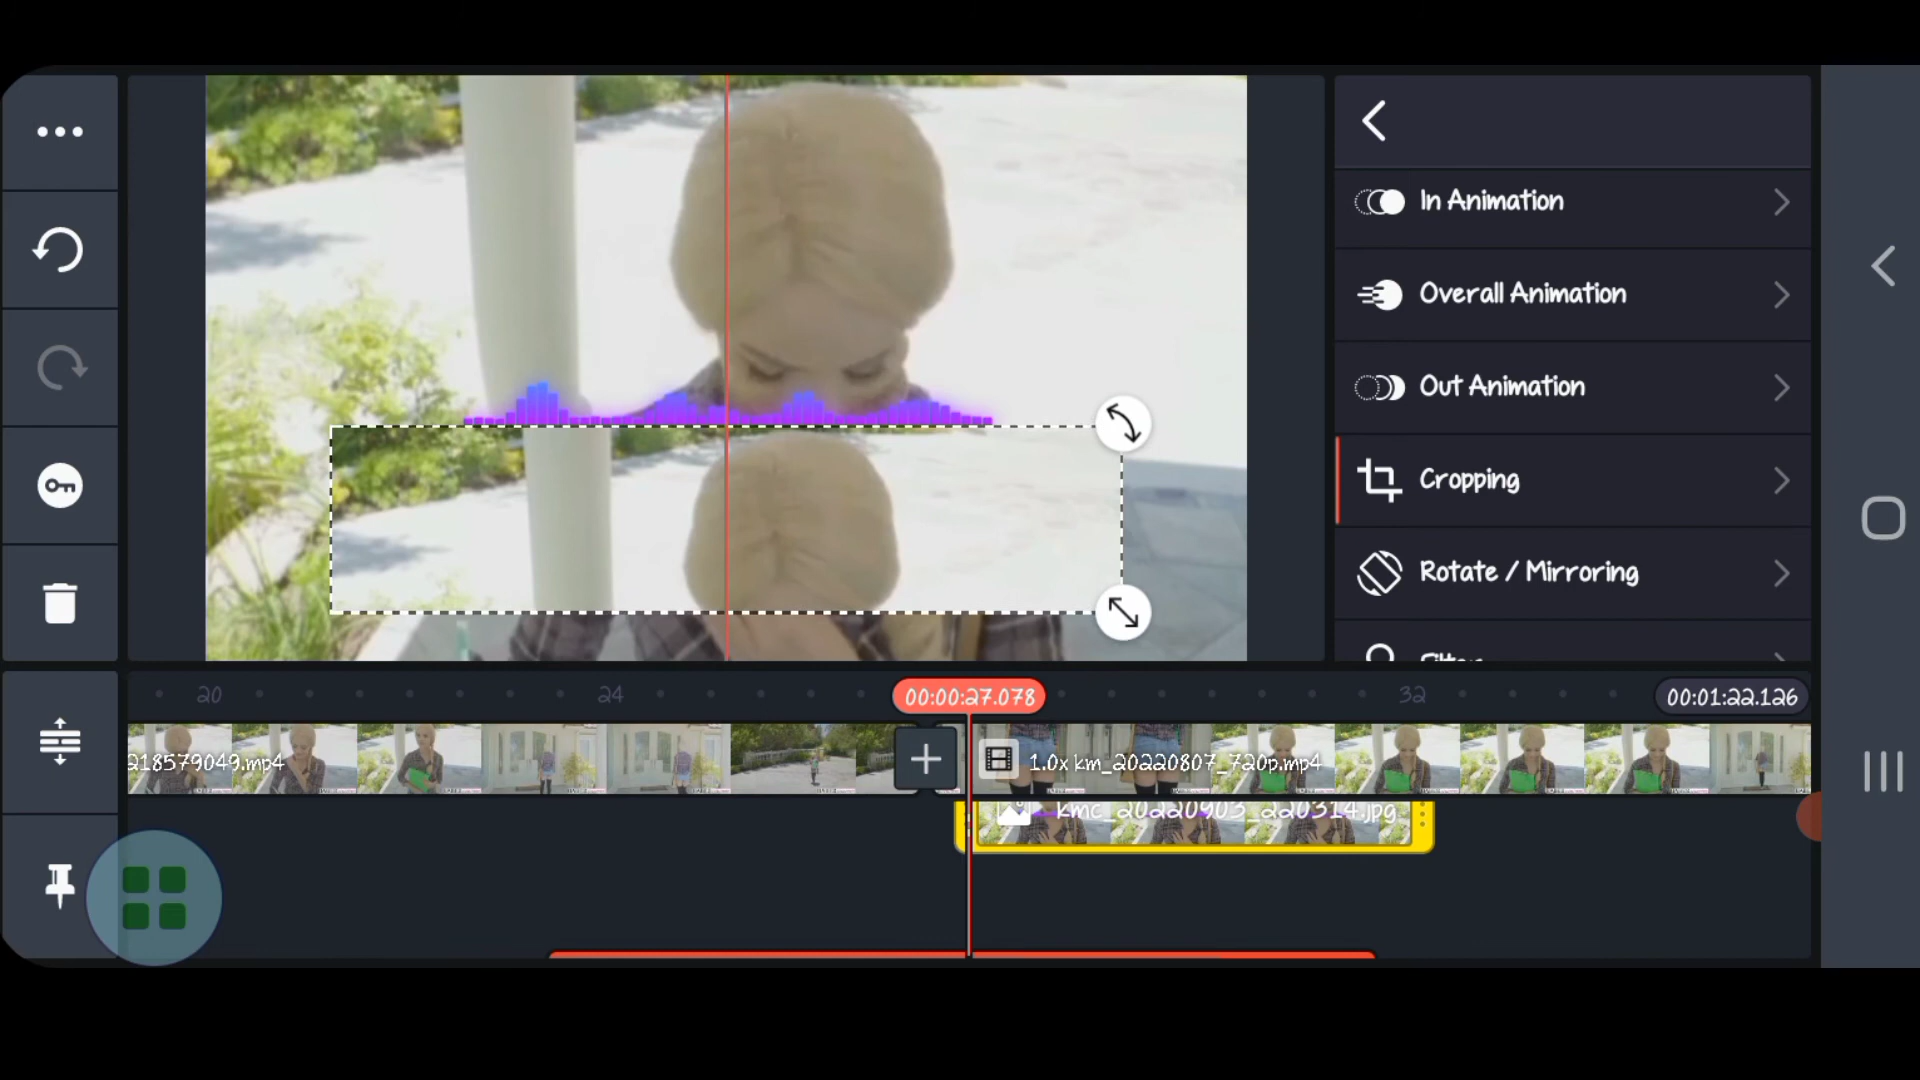 In Animation
Overall Animation
Out Animation
Cropping
Rotate / Mirroring
20
24
00:00:27.078
32
00:01:22.126
218579049.mp4
1.0x km_20220807_720p.mp4
kmc_20220903_220314.jpg